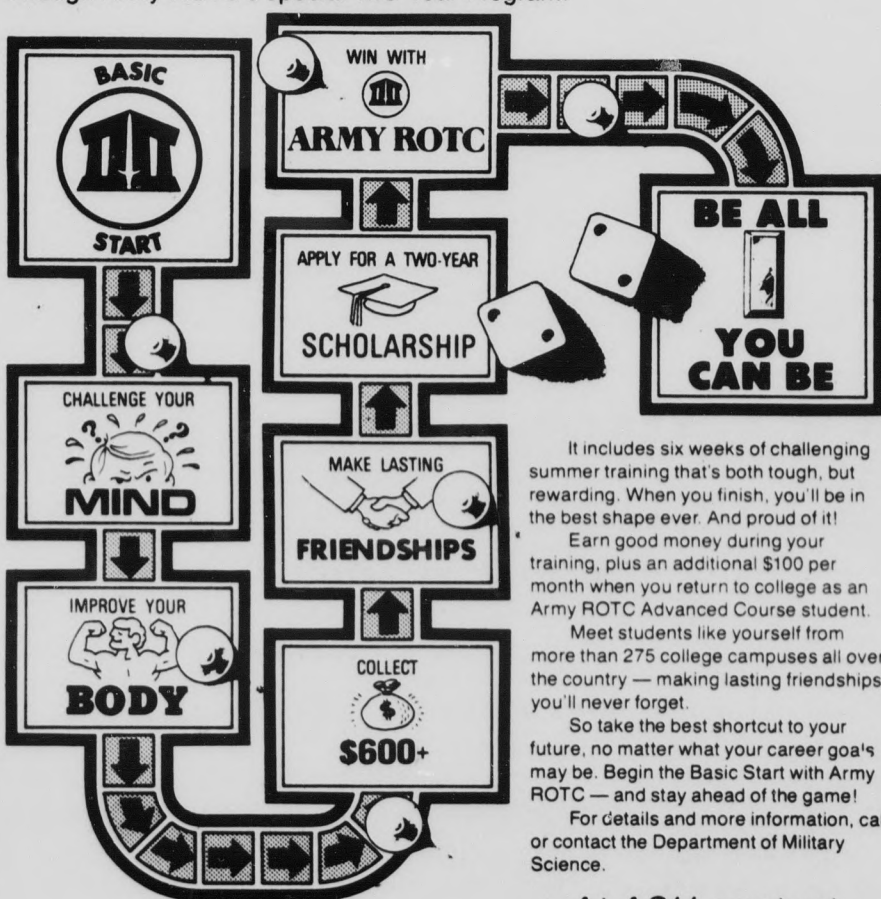 BASIC
START
CHALLENGE YOUR
MIND
IMPROVE YOUR
BODY
COLLECT
$
$600+
MAKE LASTING
FRIENDSHIPS
APPLY FOR A TWO-YEAR
SCHOLARSHIP
WIN WITH
ARMY ROTC
BE ALL
YOU
CAN BE
It includes six weeks of challenging
summer training that's both tough, but
rewarding. When you finish, you'll be in
the best shape ever. And proud of it!
Earn good money during your
training, plus an additional $100 per
month when you return to college as an
Army ROTC Advanced Course student.
Meet students like yourself from
more than 275 college campuses all over
the country — making lasting friendships
you'll never forget.
So take the best shortcut to your
future, no matter what your career goals
may be. Begin the Basic Start with Army
ROTC — and stay ahead of the game!
For details and more information, ca
or contact the Department of Military
Science.